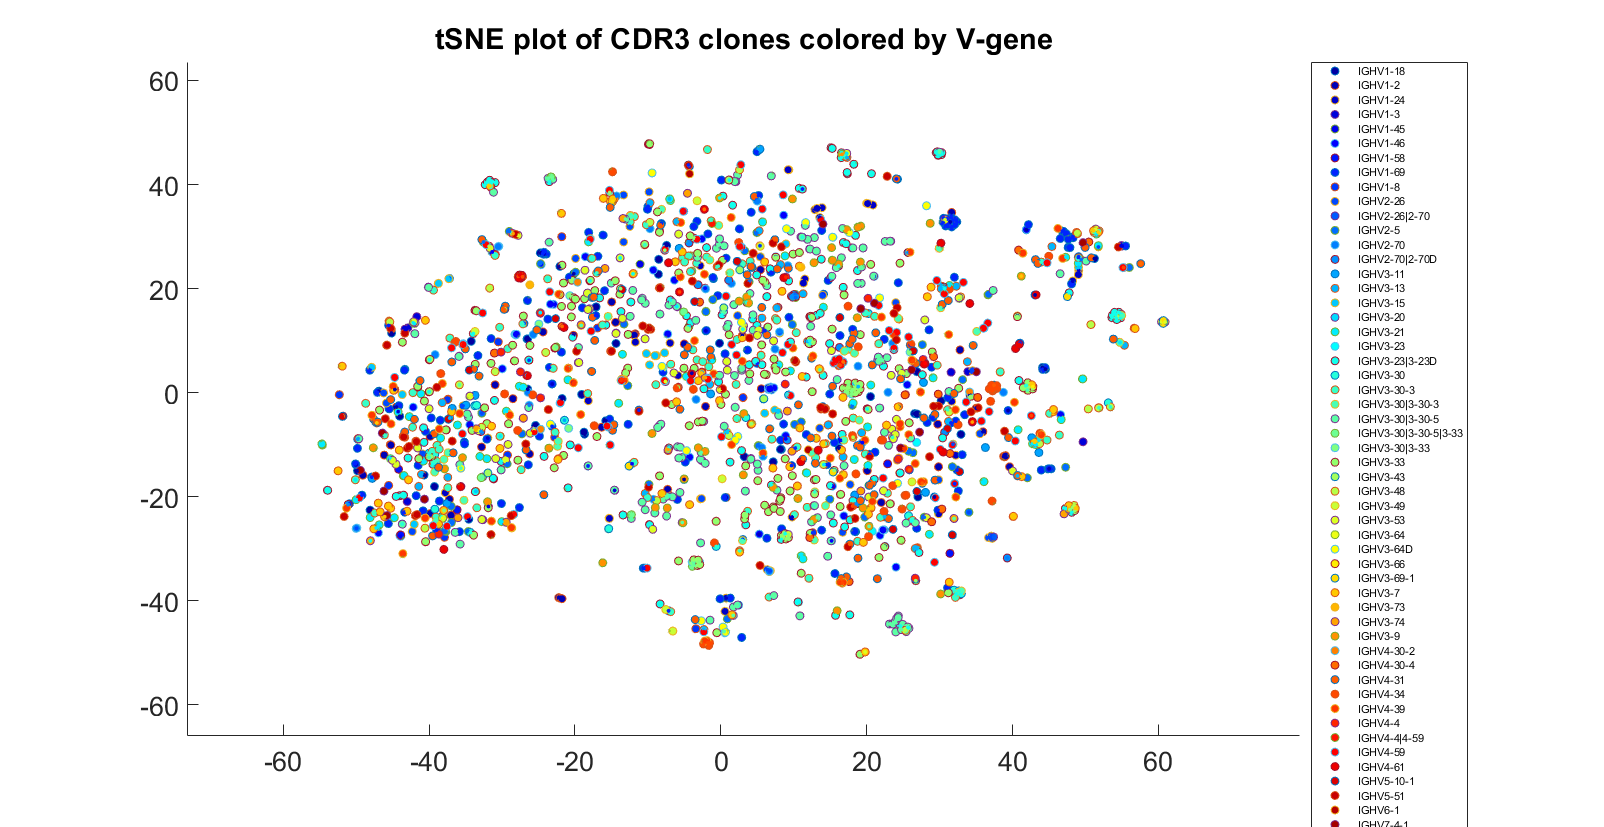 tSNE plot of CDR3 clones colored by V-gene
60
40
20
0
-20
-40
-60
-60
-40
-20
0
20
40
60
IGHV1-18
IGHV1-2
IGHV1-24
IGHV1-3
IGHV1-45
IGHV1-46
IGHV1-58
IGHV1-69
IGHV1-8
IGHV2-26
IGHV2-26|2-70
IGHV2-5
IGHV2-70
IGHV2-70|2-70D
IGHV3-11
IGHV3-13
IGHV3-15
IGHV3-20
IGHV3-21
IGHV3-23
IGHV3-23|3-23D
IGHV3-30
IGHV3-30-3
IGHV3-30|3-30-3
IGHV3-30|3-30-5
IGHV3-30|3-30-5|3-33
IGHV3-30|3-33
IGHV3-33
IGHV3-43
IGHV3-48
IGHV3-49
IGHV3-53
IGHV3-64
IGHV3-64D
IGHV3-66
IGHV3-69-1
IGHV3-7
IGHV3-73
IGHV3-74
IGHV3-9
IGHV4-30-2
IGHV4-30-4
IGHV4-31
IGHV4-34
IGHV4-39
IGHV4-4
IGHV4-4|4-59
IGHV4-59
IGHV4-61
IGHV5-10-1
IGHV5-51
IGHV6-1
IGHV7-4-1